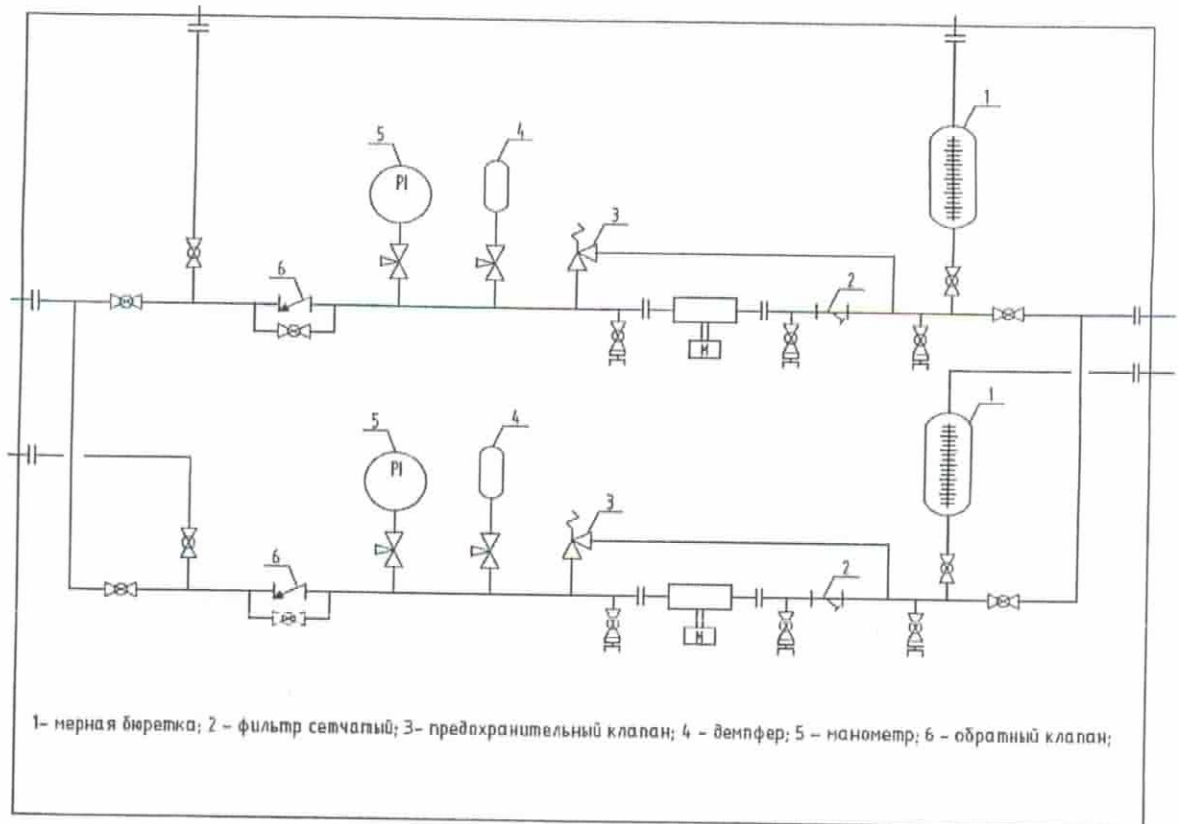 1
4
5
PI
3
6
2
M
1
4
5
PI
3
6
2
M
1- мерная бюретка; 2 - фильтр сетчатый; 3- предохранительный клапан; 4 - демпфер; 5 - манометр; 6 - обратный клапан;